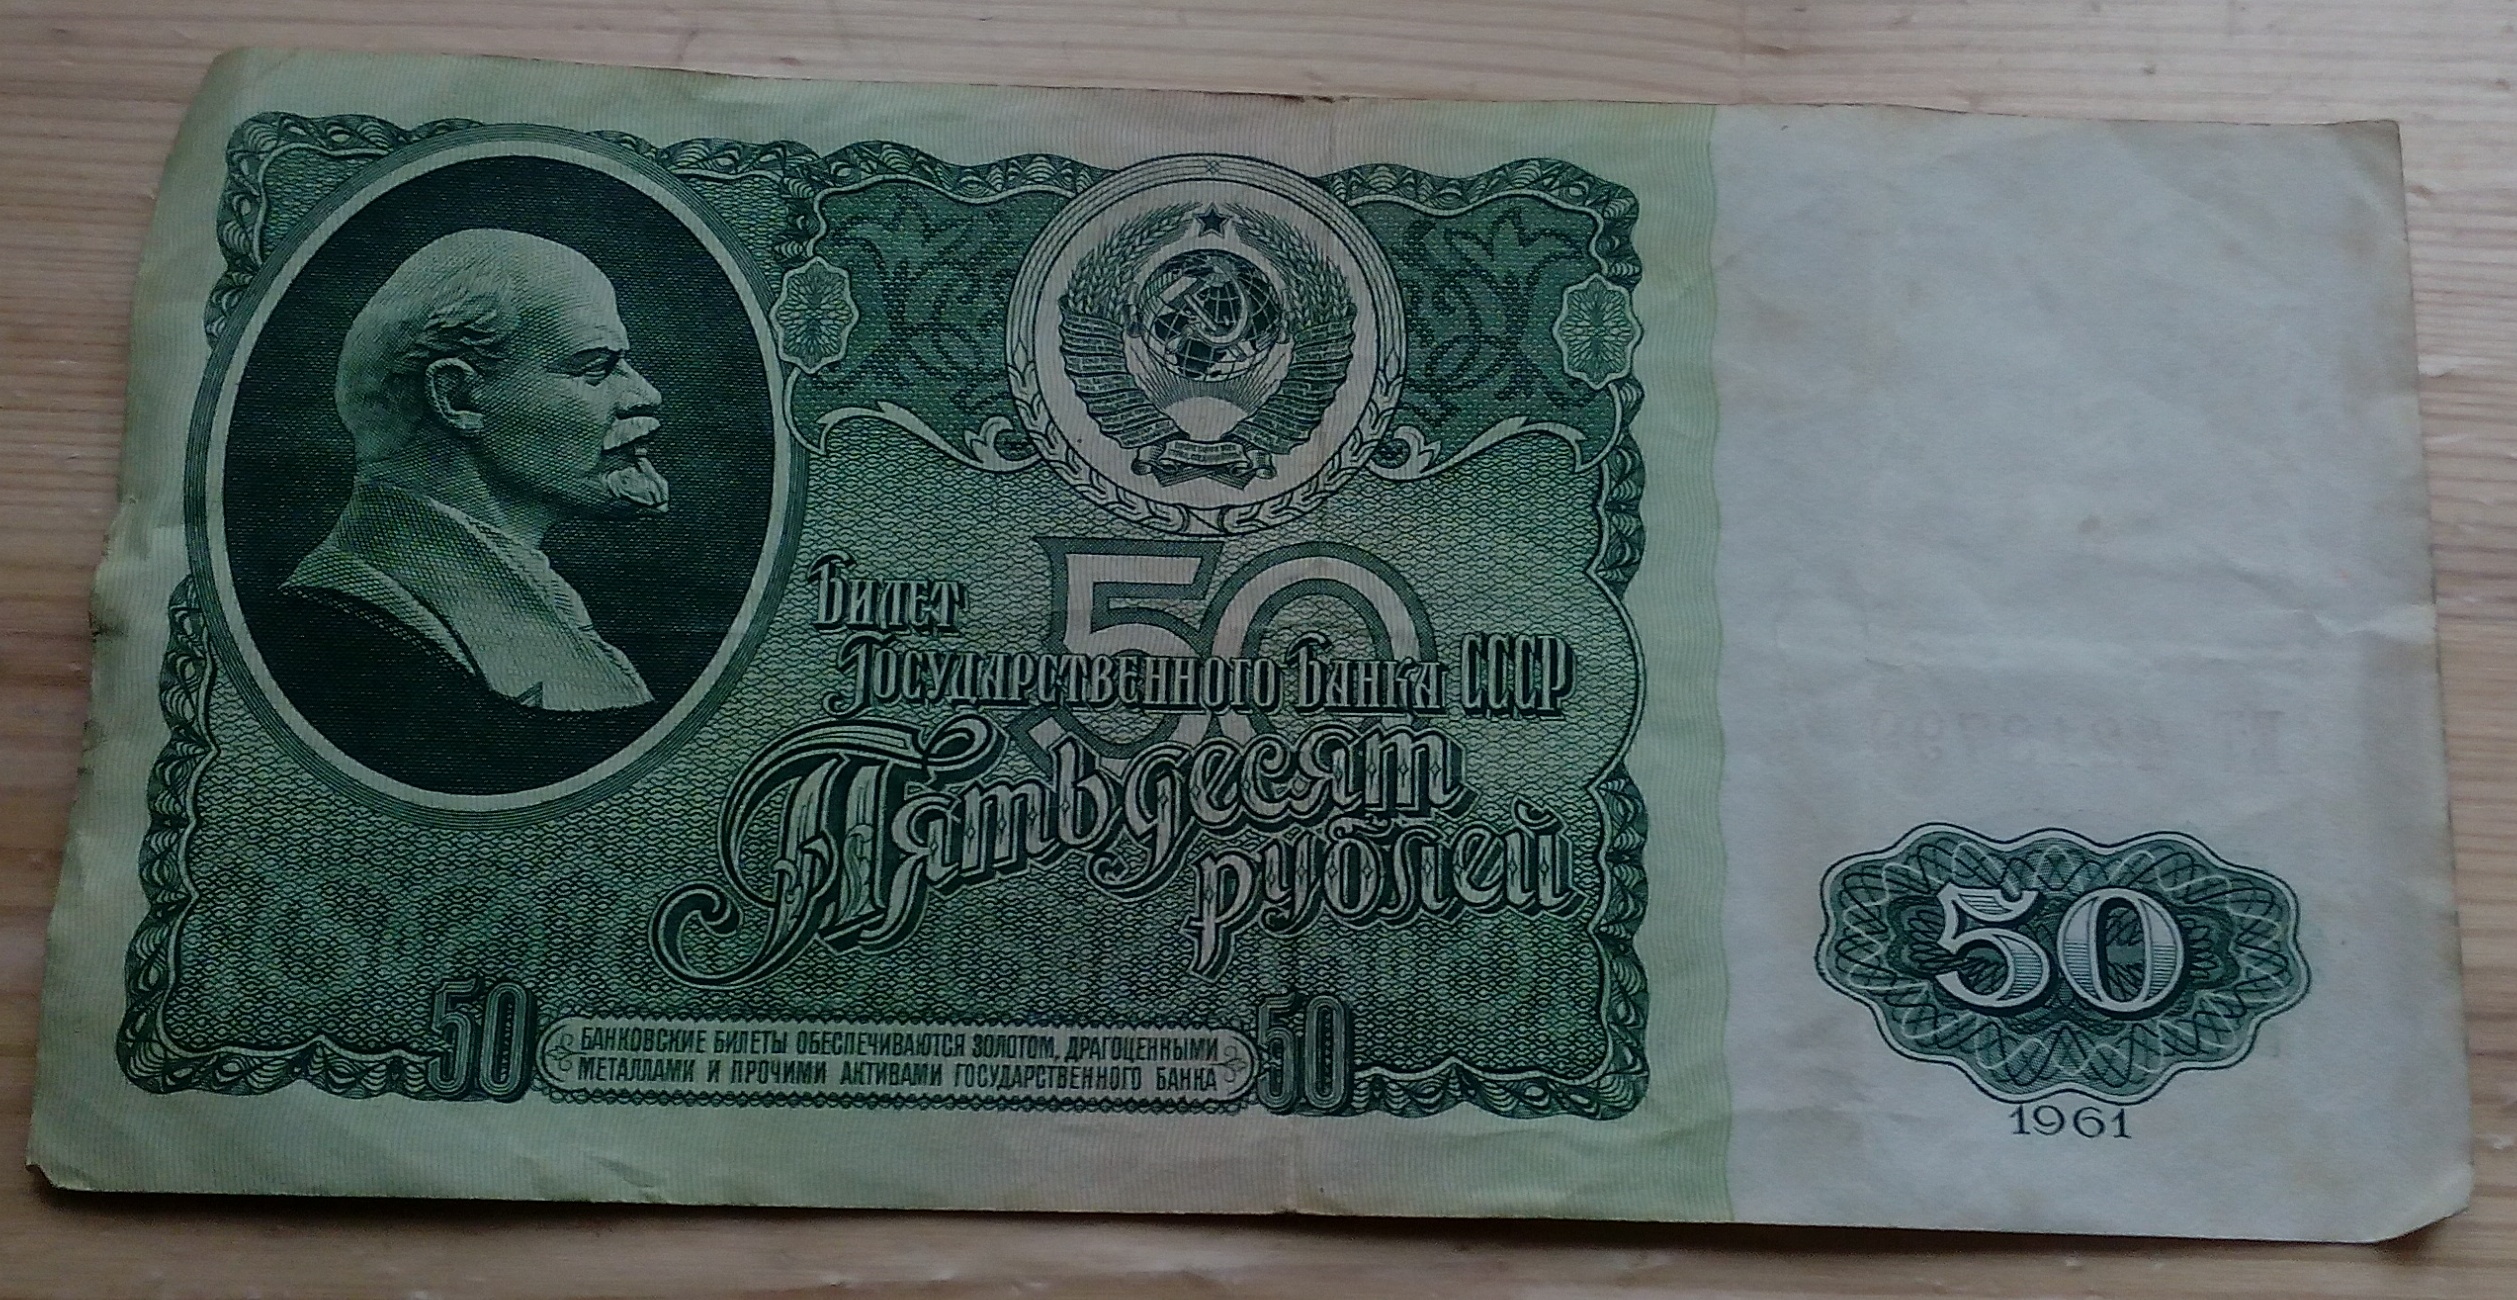 50
Билет
Государственного Банка СССР
Пятьдесят
рублей
50
БАНКОВСКИЕ БИЛЕТЫ ОБЕСПЕЧИВАЮТСЯ ЗОЛОТОМ, ДРАГОЦЕННЫМИ
МЕТАЛЛАМИ И ПРОЧИМИ АКТИВАМИ ГОСУДАРСТВЕННОГО БАНКА
50
50
1961